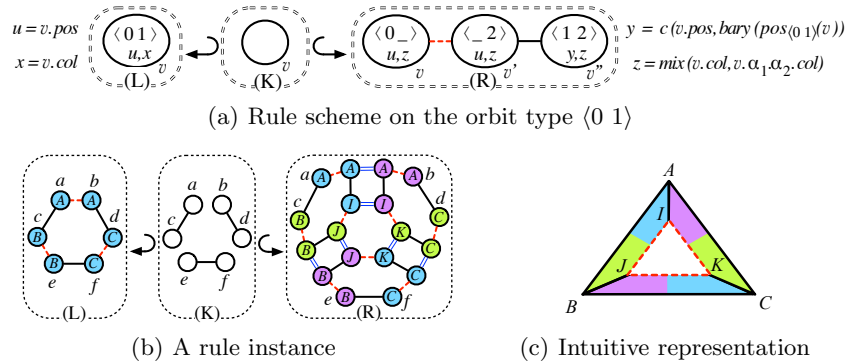 u = v.pos
x = v.col
⟨0 1⟩
u,x
v
(L)
v
(K)
⟨0 _⟩
u,z
v
⟨_ 2⟩
u,z
v'
⟨1 2⟩
y,z
v''
(R)
y = c(v.pos, bary(pos⟨0 1⟩(v))
z = mix(v.col, v.α1.α2.col)
(a) Rule scheme on the orbit type ⟨0 1⟩
a b
A A
c d
B C
B C
e f
(L)
a b
c d
e f
(K)
a A A A A b
c B I I C d
J K
B J K C
B C
e B C f
(R)
A
I
J K
B C
(b) A rule instance
(c) Intuitive representation